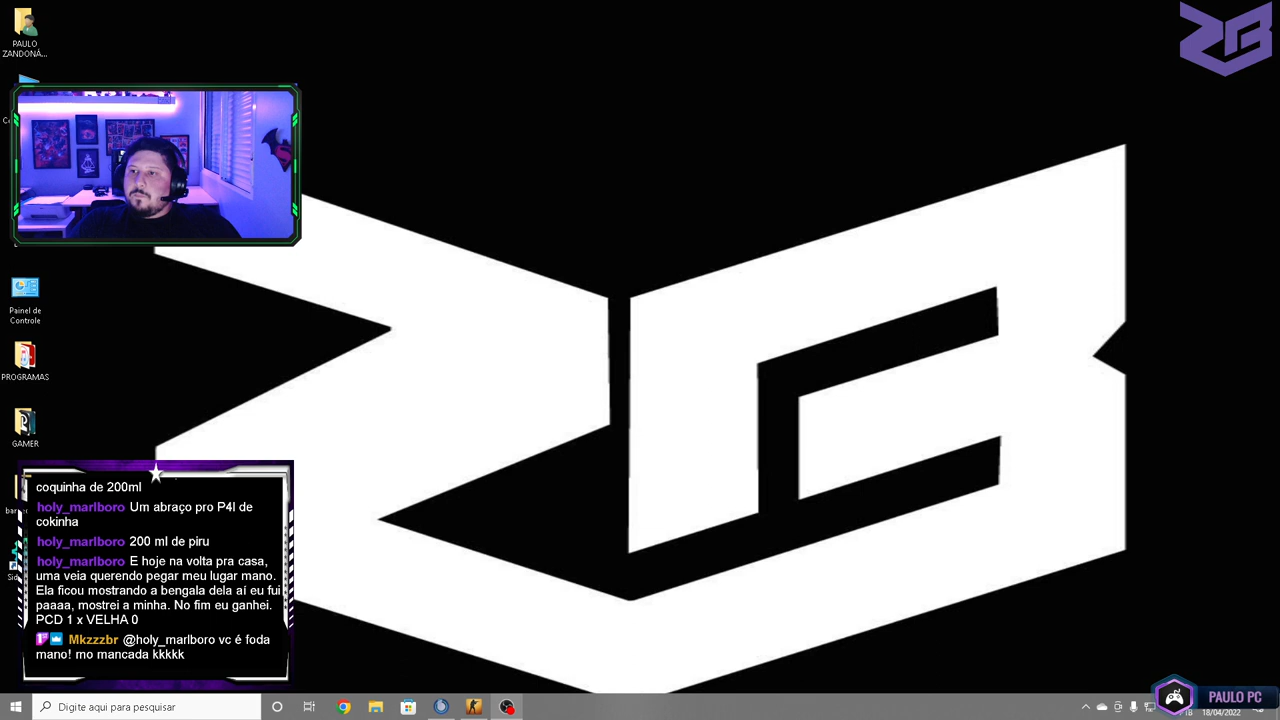 PAULO
ZANDONÁ...
Painel de
Controle
PROGRAMAS
GAMER
coquinha de 200ml
holy_marlboro Um abraço pro P4l de
cokinha
holy_marlboro 200 ml de piru
holy_marlboro E hoje na volta pra casa,
uma veia querendo pegar meu lugar mano.
Ela ficou mostrando a bengala dela aí eu fui
paaaa, mostrei a minha. No fim eu ganhei.
PCD 1 x VELHA 0
Mkzzzbr @holy_marlboro vc é foda
mano! mo mancada kkkkk
Digite aqui para pesquisar
PAULO PC
18/04/2022